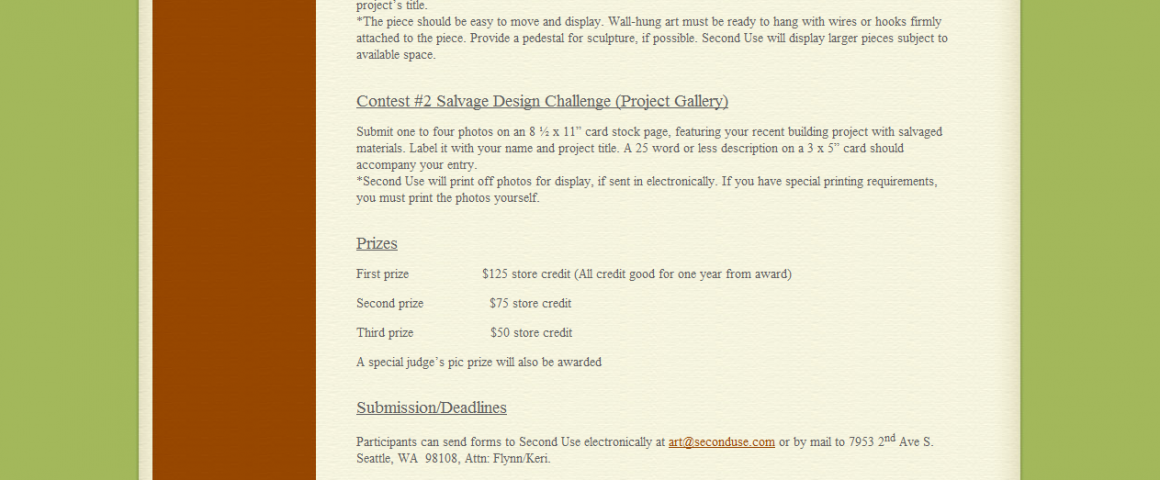 project's title.
*The piece should be easy to move and display. Wall-hung art must be ready to hang with wires or hooks firmly
attached to the piece. Provide a pedestal for sculpture, if possible. Second Use will display larger pieces subject to
available space.
Contest #2 Salvage Design Challenge (Project Gallery)
Submit one to four photos on an 8 ½ x 11” card stock page, featuring your recent building project with salvaged
materials. Label it with your name and project title. A 25 word or less description on a 3 x 5” card should
accompany your entry.
*Second Use will print off photos for display, if sent in electronically. If you have special printing requirements,
you must print the photos yourself.
Prizes
First prize $125 store credit (All credit good for one year from award)
Second prize $75 store credit
Third prize $50 store credit
A special judge’s pic prize will also be awarded
Submission/Deadlines
Participants can send forms to Second Use electronically at art@seconduse.com or by mail to 7953 2nd Ave S.
Seattle, WA 98108, Attn: Flynn/Keri.